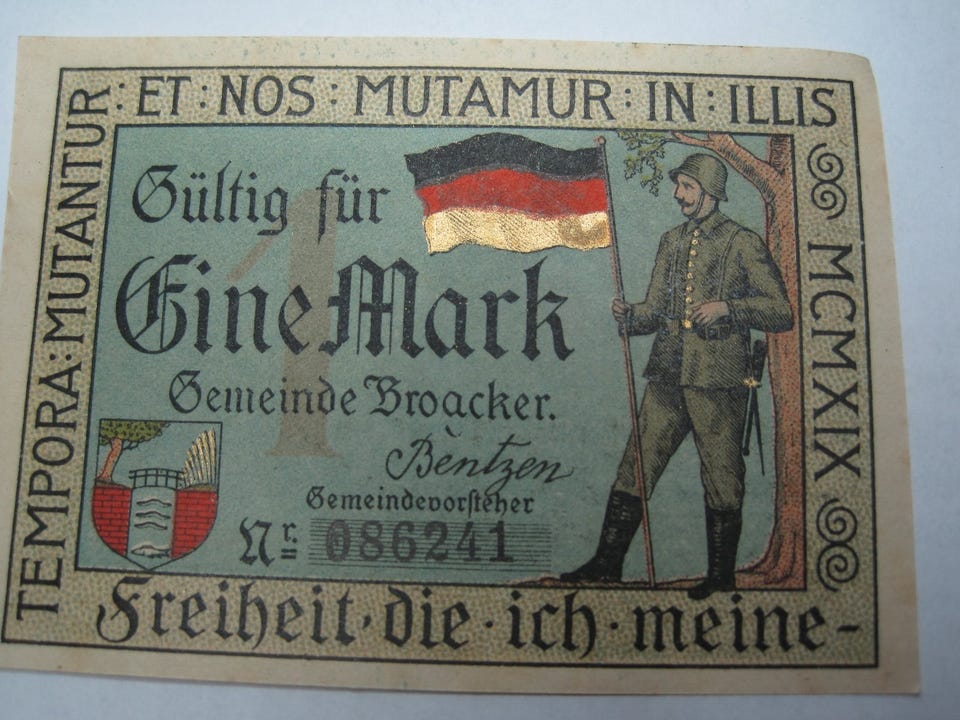 TEMPORA : MUTANTUR : ET : NOS : MUTAMUR : IN : ILLIS
MCMXIX
Gültig für
1
Eine Mark
Gemeinde Broacker.
Bentzen
Gemeindevorsteher
Nr. 086241
Freiheit · die · ich · meine -